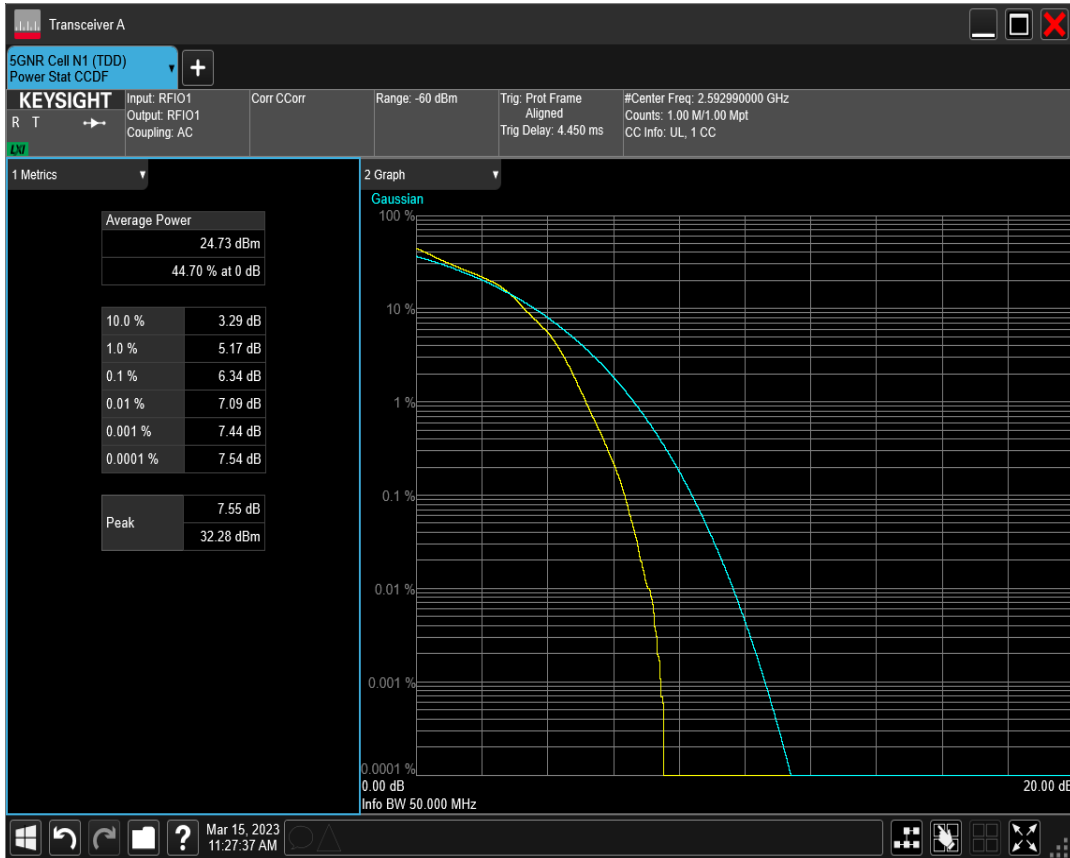 Transceiver A
5GNR Cell N1 (TDD)
Power Stat CCDF
+
KEYSIGHT
R T
LXI
Input: RFIO1
Output: RFIO1
Coupling: AC
Corr CCorr
Range: -60 dBm
Trig: Prot Frame
Aligned
Trig Delay: 4.450 ms
#Center Freq: 2.592990000 GHz
Counts: 1.00 M/1.00 Mpt
CC Info: UL, 1 CC
1 Metrics
Average Power
24.73 dBm
44.70 % at 0 dB
10.0 % 3.29 dB
1.0 % 5.17 dB
0.1 % 6.34 dB
0.01 % 7.09 dB
0.001 % 7.44 dB
0.0001 % 7.54 dB
Peak 7.55 dB
32.28 dBm
2 Graph
Gaussian
100 %
10 %
1 %
0.1 %
0.01 %
0.001 %
0.0001 %
0.00 dB 20.00 dB
Info BW 50.000 MHz
? Mar 15, 2023
11:27:37 AM